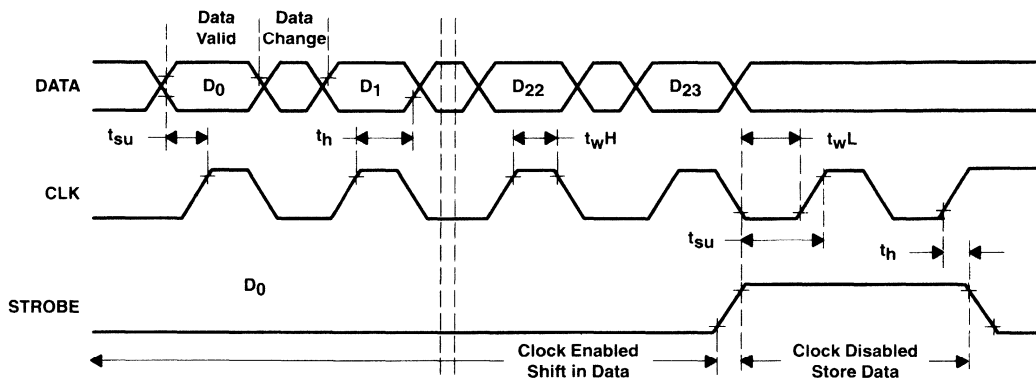 Data
Valid
Data
Change
DATA
D0
D1
D22
D23
tsu
th
twH
twL
CLK
tsu
th
D0
STROBE
Clock Enabled
Shift in Data
Clock Disabled
Store Data